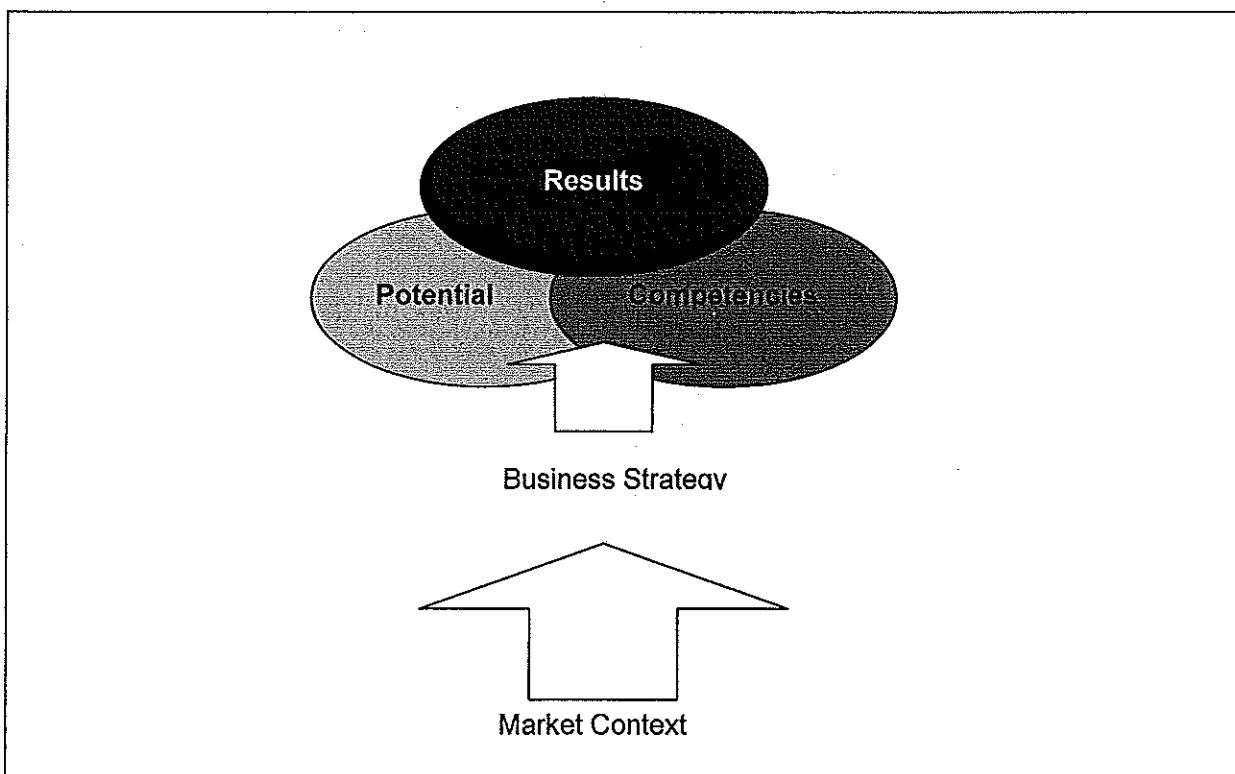 Results
Potential
Competencies
Business Strategy
Market Context